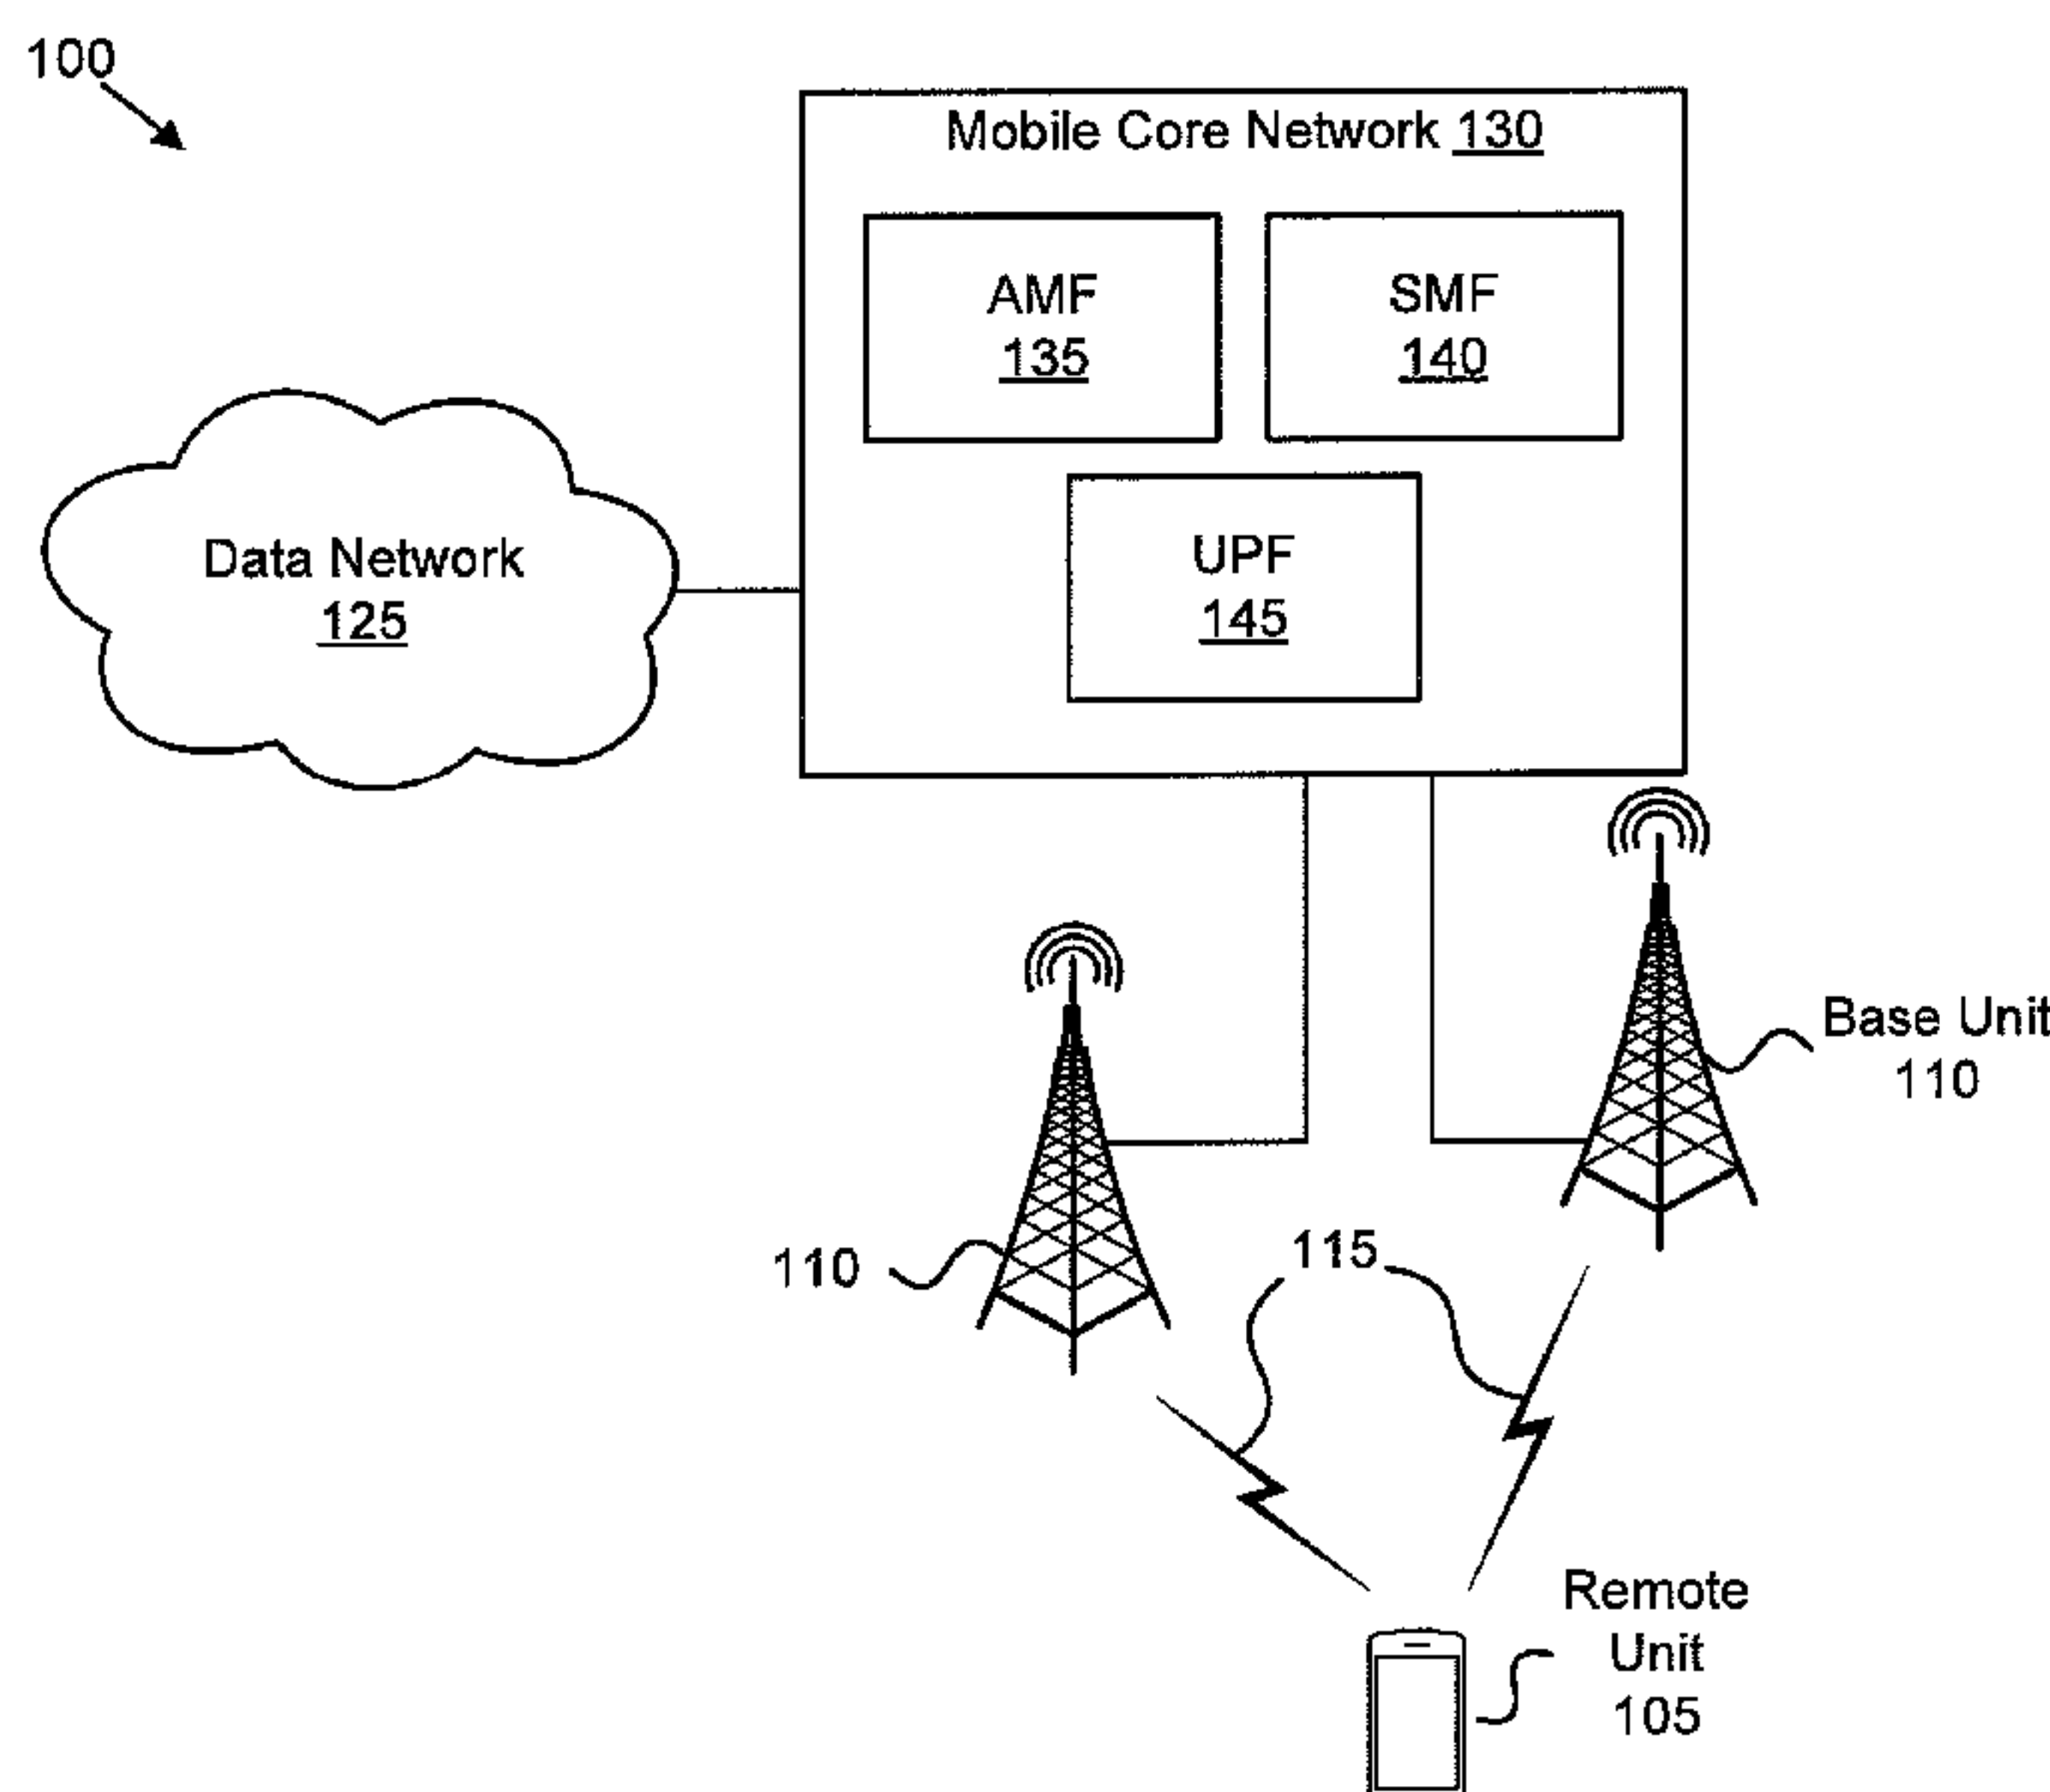 100
Mobile Core Network 130
AMF
135
SMF
140
Data Network
125
UPF
145
Base Unit
110
110
115
Remote
Unit
105